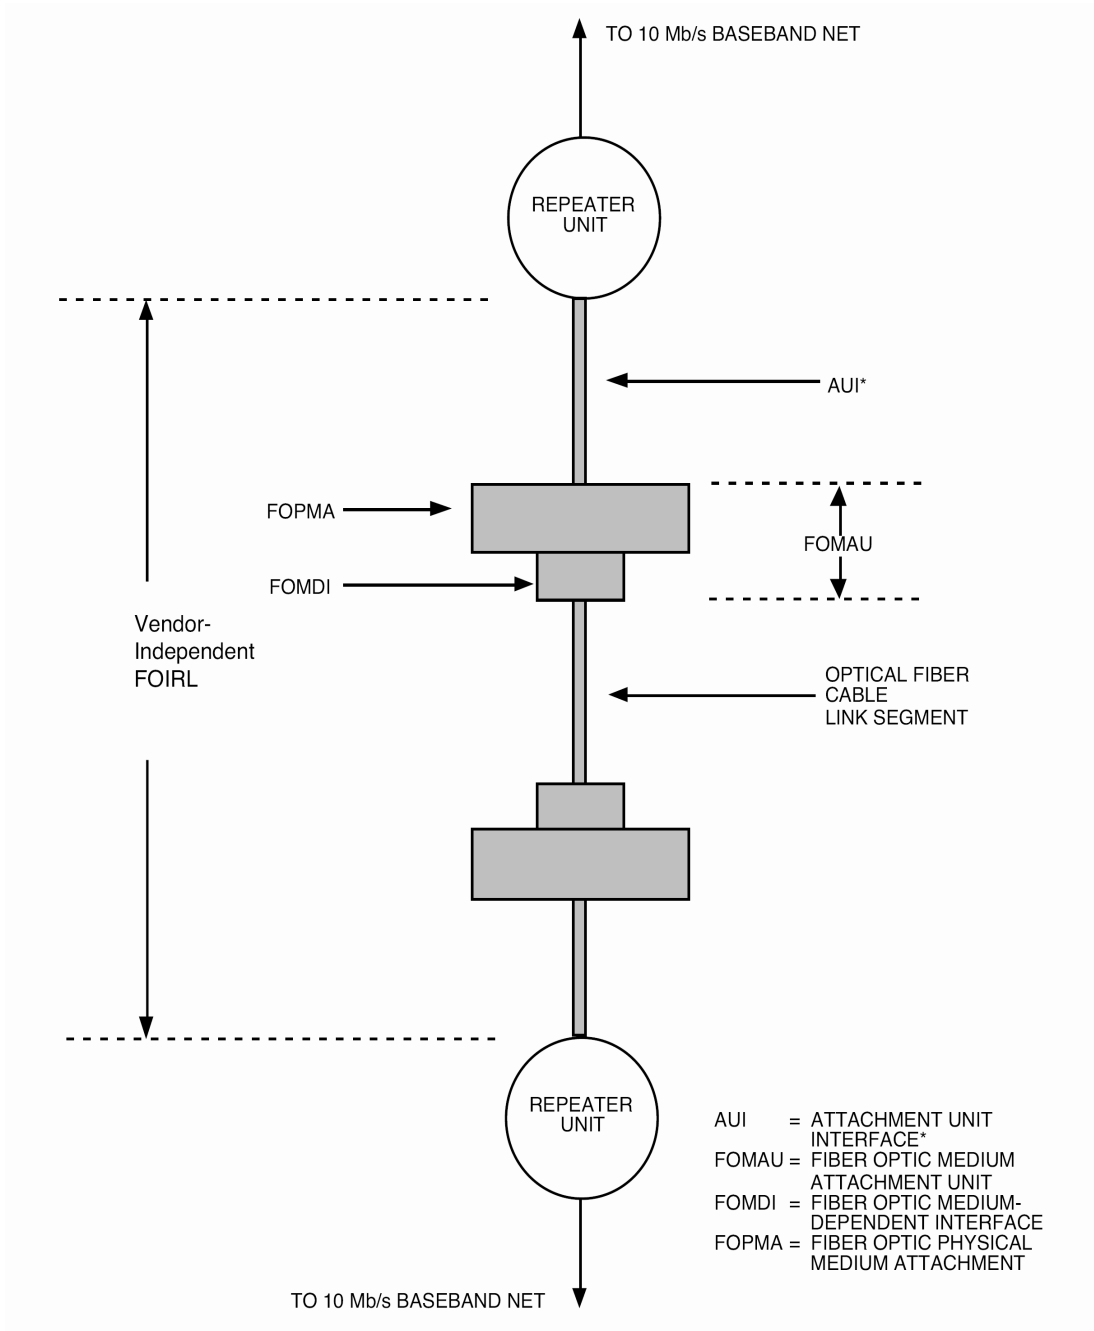 TO 10 Mb/s BASEBAND NET
REPEATER
UNIT
AUI*
FOPMA
FOMAU
FOMDI
Vendor-
Independent
FOIRL
OPTICAL FIBER
CABLE
LINK SEGMENT
REPEATER
UNIT
AUI = ATTACHMENT UNIT
INTERFACE*
FOMAU = FIBER OPTIC MEDIUM
ATTACHMENT UNIT
FOMDI = FIBER OPTIC MEDIUM-
DEPENDENT INTERFACE
FOPMA = FIBER OPTIC PHYSICAL
MEDIUM ATTACHMENT
TO 10 Mb/s BASEBAND NET